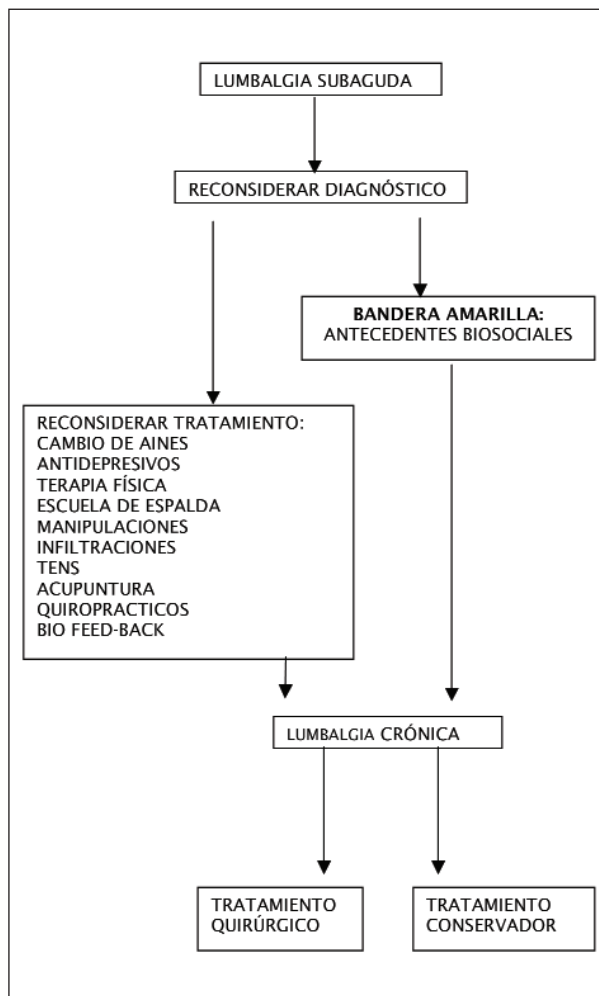 LUMBALGIA SUBAGUDA
RECONSIDERAR DIAGNÓSTICO
BANDERA AMARILLA:
ANTECEDENTES BIOSOCIALES
RECONSIDERAR TRATAMIENTO:
CAMBIO DE AINES
ANTIDEPRESIVOS
TERAPIA FÍSICA
ESCUELA DE ESPALDA
MANIPULACIONES
INFILTRACIONES
TENS
ACUPUNTURA
QUIROPRACTICOS
BIO FEED-BACK
LUMBALGIA CRÓNICA
TRATAMIENTO
QUIRÚRGICO
TRATAMIENTO
CONSERVADOR